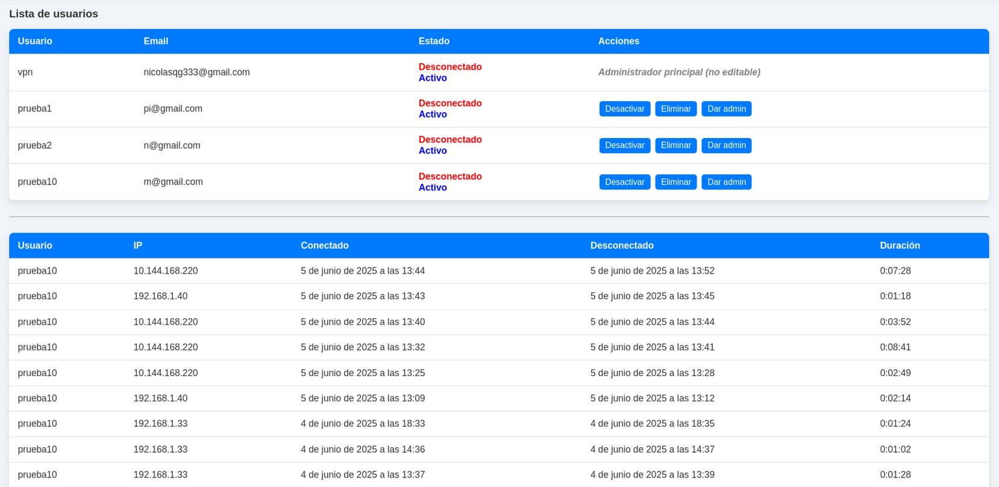 Lista de usuarios
Usuario Email Estado Acciones
vpn nicolasqg333@gmail.com Desconectado Activo Administrador principal (no editable)
prueba1 pi@gmail.com Desconectado Activo Desactivar Eliminar Dar admin
prueba2 n@gmail.com Desconectado Activo Desactivar Eliminar Dar admin
prueba10 m@gmail.com Desconectado Activo Desactivar Eliminar Dar admin
Usuario IP Conectado Desconectado Duración
prueba10 10.144.168.220 5 de junio de 2025 a las 13:44 5 de junio de 2025 a las 13:52 0:07:28
prueba10 192.168.1.40 5 de junio de 2025 a las 13:43 5 de junio de 2025 a las 13:45 0:01:18
prueba10 10.144.168.220 5 de junio de 2025 a las 13:40 5 de junio de 2025 a las 13:44 0:03:52
prueba10 10.144.168.220 5 de junio de 2025 a las 13:32 5 de junio de 2025 a las 13:41 0:08:41
prueba10 10.144.168.220 5 de junio de 2025 a las 13:25 5 de junio de 2025 a las 13:28 0:02:49
prueba10 192.168.1.40 5 de junio de 2025 a las 13:09 5 de junio de 2025 a las 13:12 0:02:14
prueba10 192.168.1.33 4 de junio de 2025 a las 18:33 4 de junio de 2025 a las 18:35 0:01:24
prueba10 192.168.1.33 4 de junio de 2025 a las 14:36 4 de junio de 2025 a las 14:37 0:01:02
prueba10 192.168.1.33 4 de junio de 2025 a las 13:37 4 de junio de 2025 a las 13:39 0:01:28